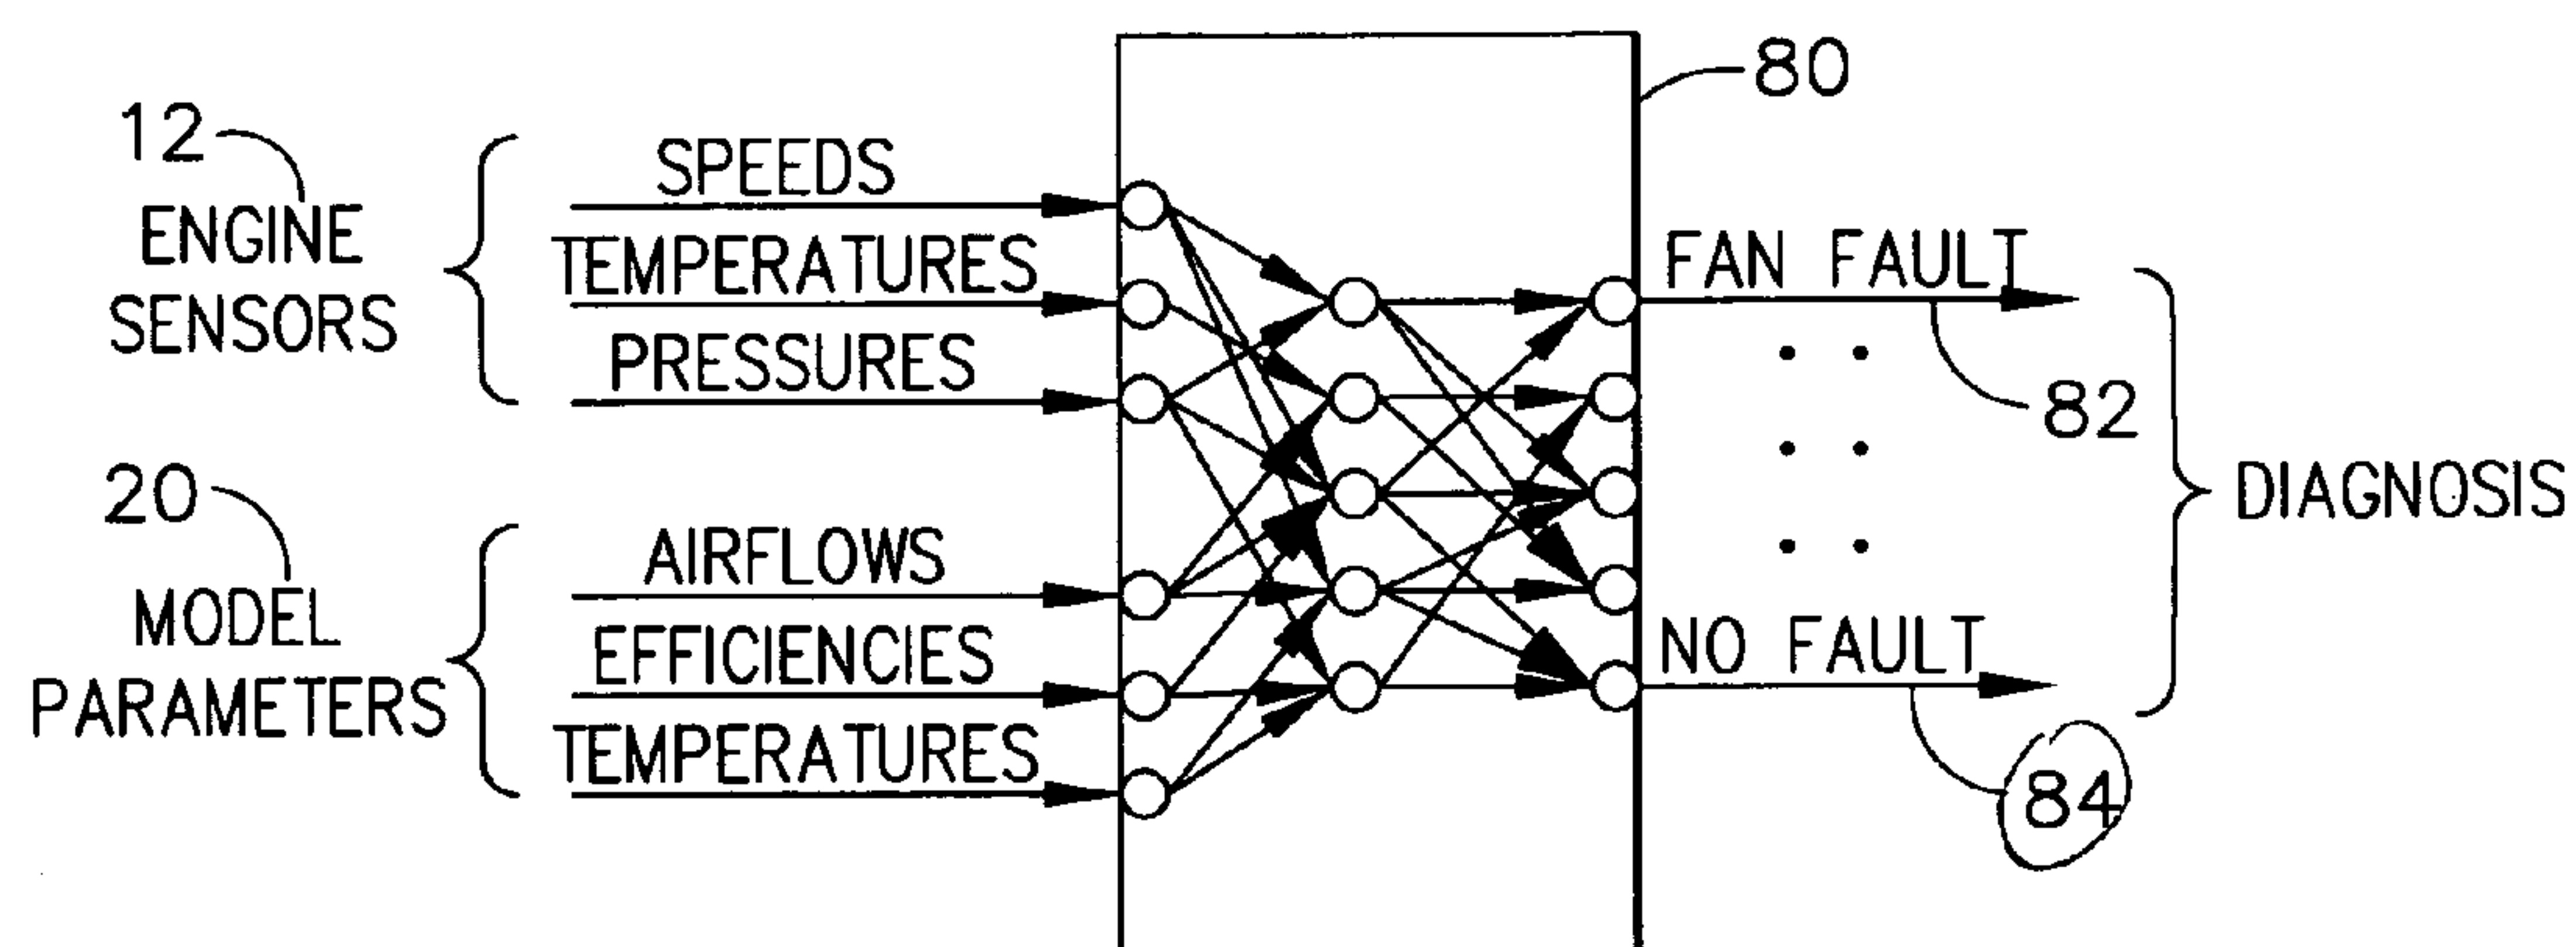 80
12
ENGINE
SENSORS
SPEEDS
TEMPERATURES
PRESSURES
20
MODEL
PARAMETERS
AIRFLOWS
EFFICIENCIES
TEMPERATURES
FAN FAULT
82
NO FAULT
84
DIAGNOSIS